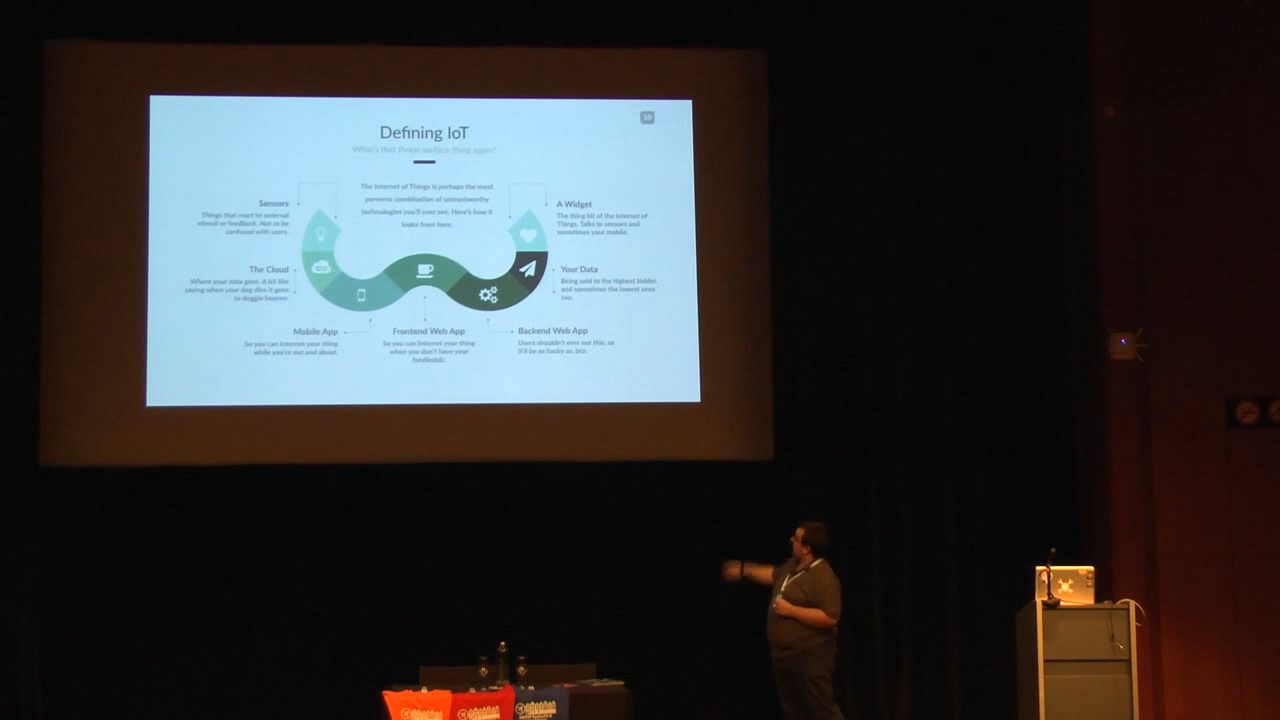 10
Defining IoT
What's that threat surface thing again?
The Internet of Things is perhaps the most
perverse combination of untrustworthy
technologies you'll ever see. Here's how it
looks from here:
Sensors
Things that react to external
stimuli or feedback. Not to be
confused with users.
A Widget
The thing bit of the Internet of
Things. Talks to sensors and
sometimes your mobile.
The Cloud
Where your data goes. A bit like
saying when your dog dies it goes
to doggie heaven.
Your Data
Being sold to the highest bidder,
and sometimes the lowest ones
too.
Mobile App
So you can Internet your thing
while you're out and about.
Frontend Web App
So you can Internet your thing
when you don't have your
fondleslab.
Backend Web App
Users shouldn't ever see this, so
it'll be as hacky as, bro.